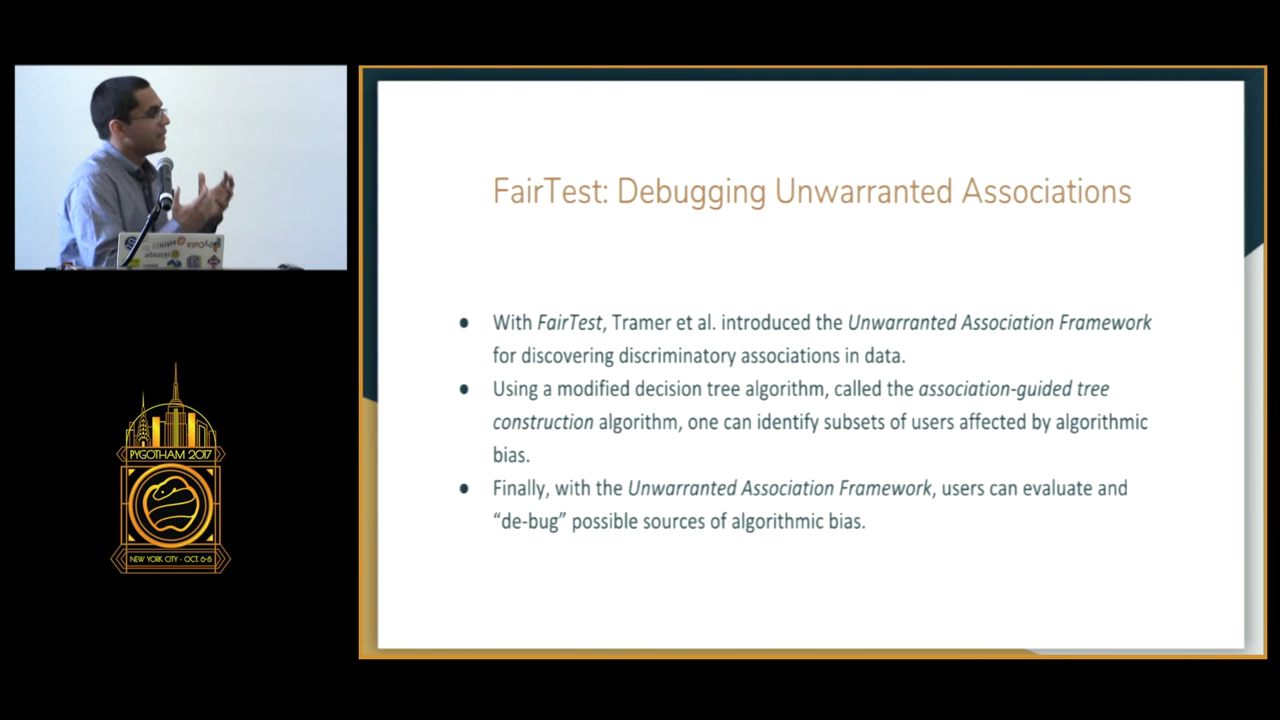 FairTest: Debugging Unwarranted Associations
● With FairTest, Tramer et al. introduced the Unwarranted Association Framework
for discovering discriminatory associations in data.
● Using a modified decision tree algorithm, called the association-guided tree
construction algorithm, one can identify subsets of users affected by algorithmic
bias.
● Finally, with the Unwarranted Association Framework, users can evaluate and
“de-bug” possible sources of algorithmic bias.
PYGOTHAM 2017
NEW YORK CITY - OCT. 6-8